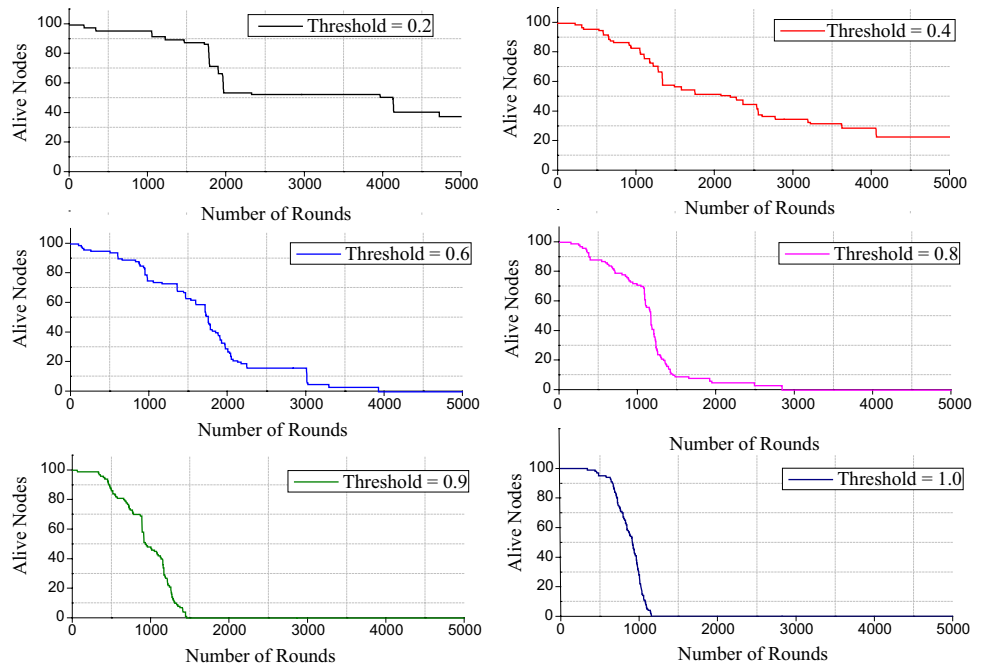 Threshold = 0.2
Alive Nodes
100
80
60
40
20
0
0 1000 2000 3000 4000 5000
Number of Rounds
Threshold = 0.4
Alive Nodes
100
80
60
40
20
0
0 1000 2000 3000 4000 5000
Number of Rounds
Threshold = 0.6
Alive Nodes
100
80
60
40
20
0
0 1000 2000 3000 4000 5000
Number of Rounds
Threshold = 0.8
Alive Nodes
100
80
60
40
20
0
0 1000 2000 3000 4000 5000
Number of Rounds
Threshold = 0.9
Alive Nodes
100
80
60
40
20
0
0 1000 2000 3000 4000 5000
Number of Rounds
Threshold = 1.0
Alive Nodes
100
80
60
40
20
0
0 1000 2000 3000 4000 5000
Number of Rounds